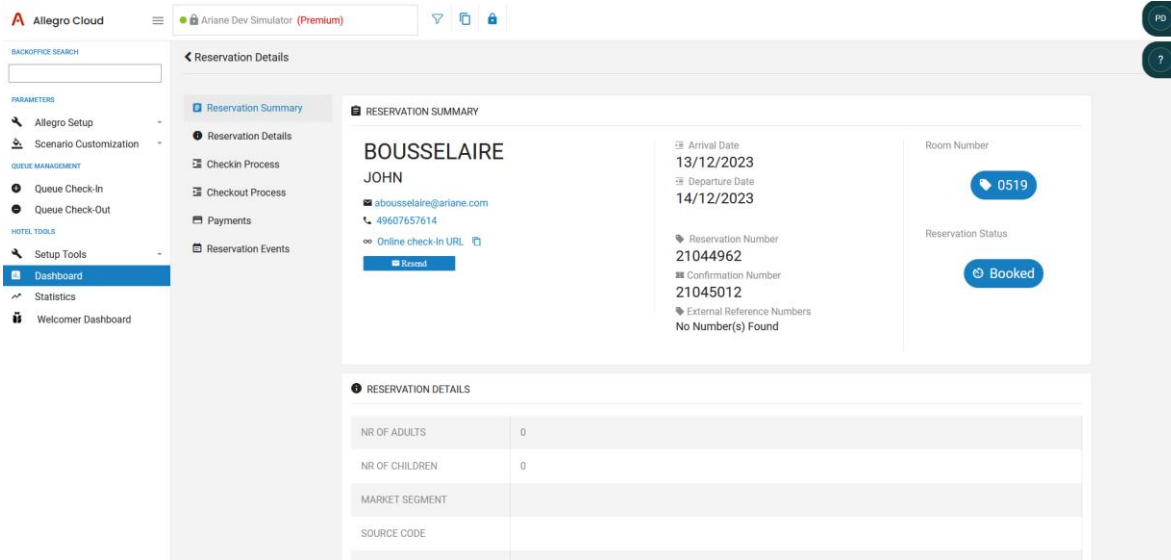 Allegro Cloud
Ariane Dev Simulator (Premium)
PD
?
BACKOFFICE SEARCH
PARAMETERS
Allegro Setup
Scenario Customization
QUEUE MANAGEMENT
Queue Check-In
Queue Check-Out
HOTEL TOOLS
Setup Tools
Dashboard
Statistics
Welcomer Dashboard
Reservation Details
Reservation Summary
Reservation Details
Checkin Process
Checkout Process
Payments
Reservation Events
RESERVATION SUMMARY
BOUSSELAIRE
JOHN
abousselaire@ariane.com
49607657614
Online check-In URL
Resend
Arrival Date
13/12/2023
Departure Date
14/12/2023
Reservation Number
21044962
Confirmation Number
21045012
External Reference Numbers
No Number(s) Found
Room Number
0519
Reservation Status
Booked
RESERVATION DETAILS
NR OF ADULTS 0
NR OF CHILDREN 0
MARKET SEGMENT
SOURCE CODE